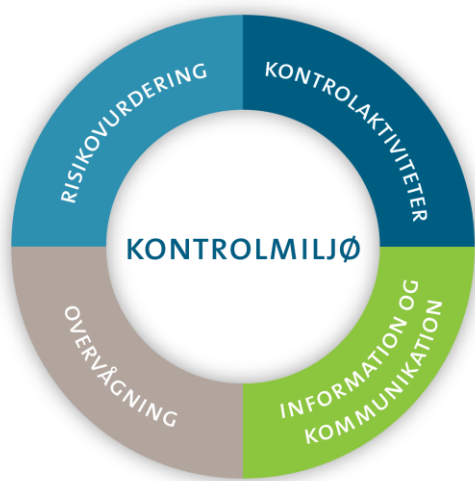 RISIKOVURDERING
KONTROLAKTIVITETER
KONTROLMILJØ
OVERVÅGNING
INFORMATION OG
KOMMUNIKATION